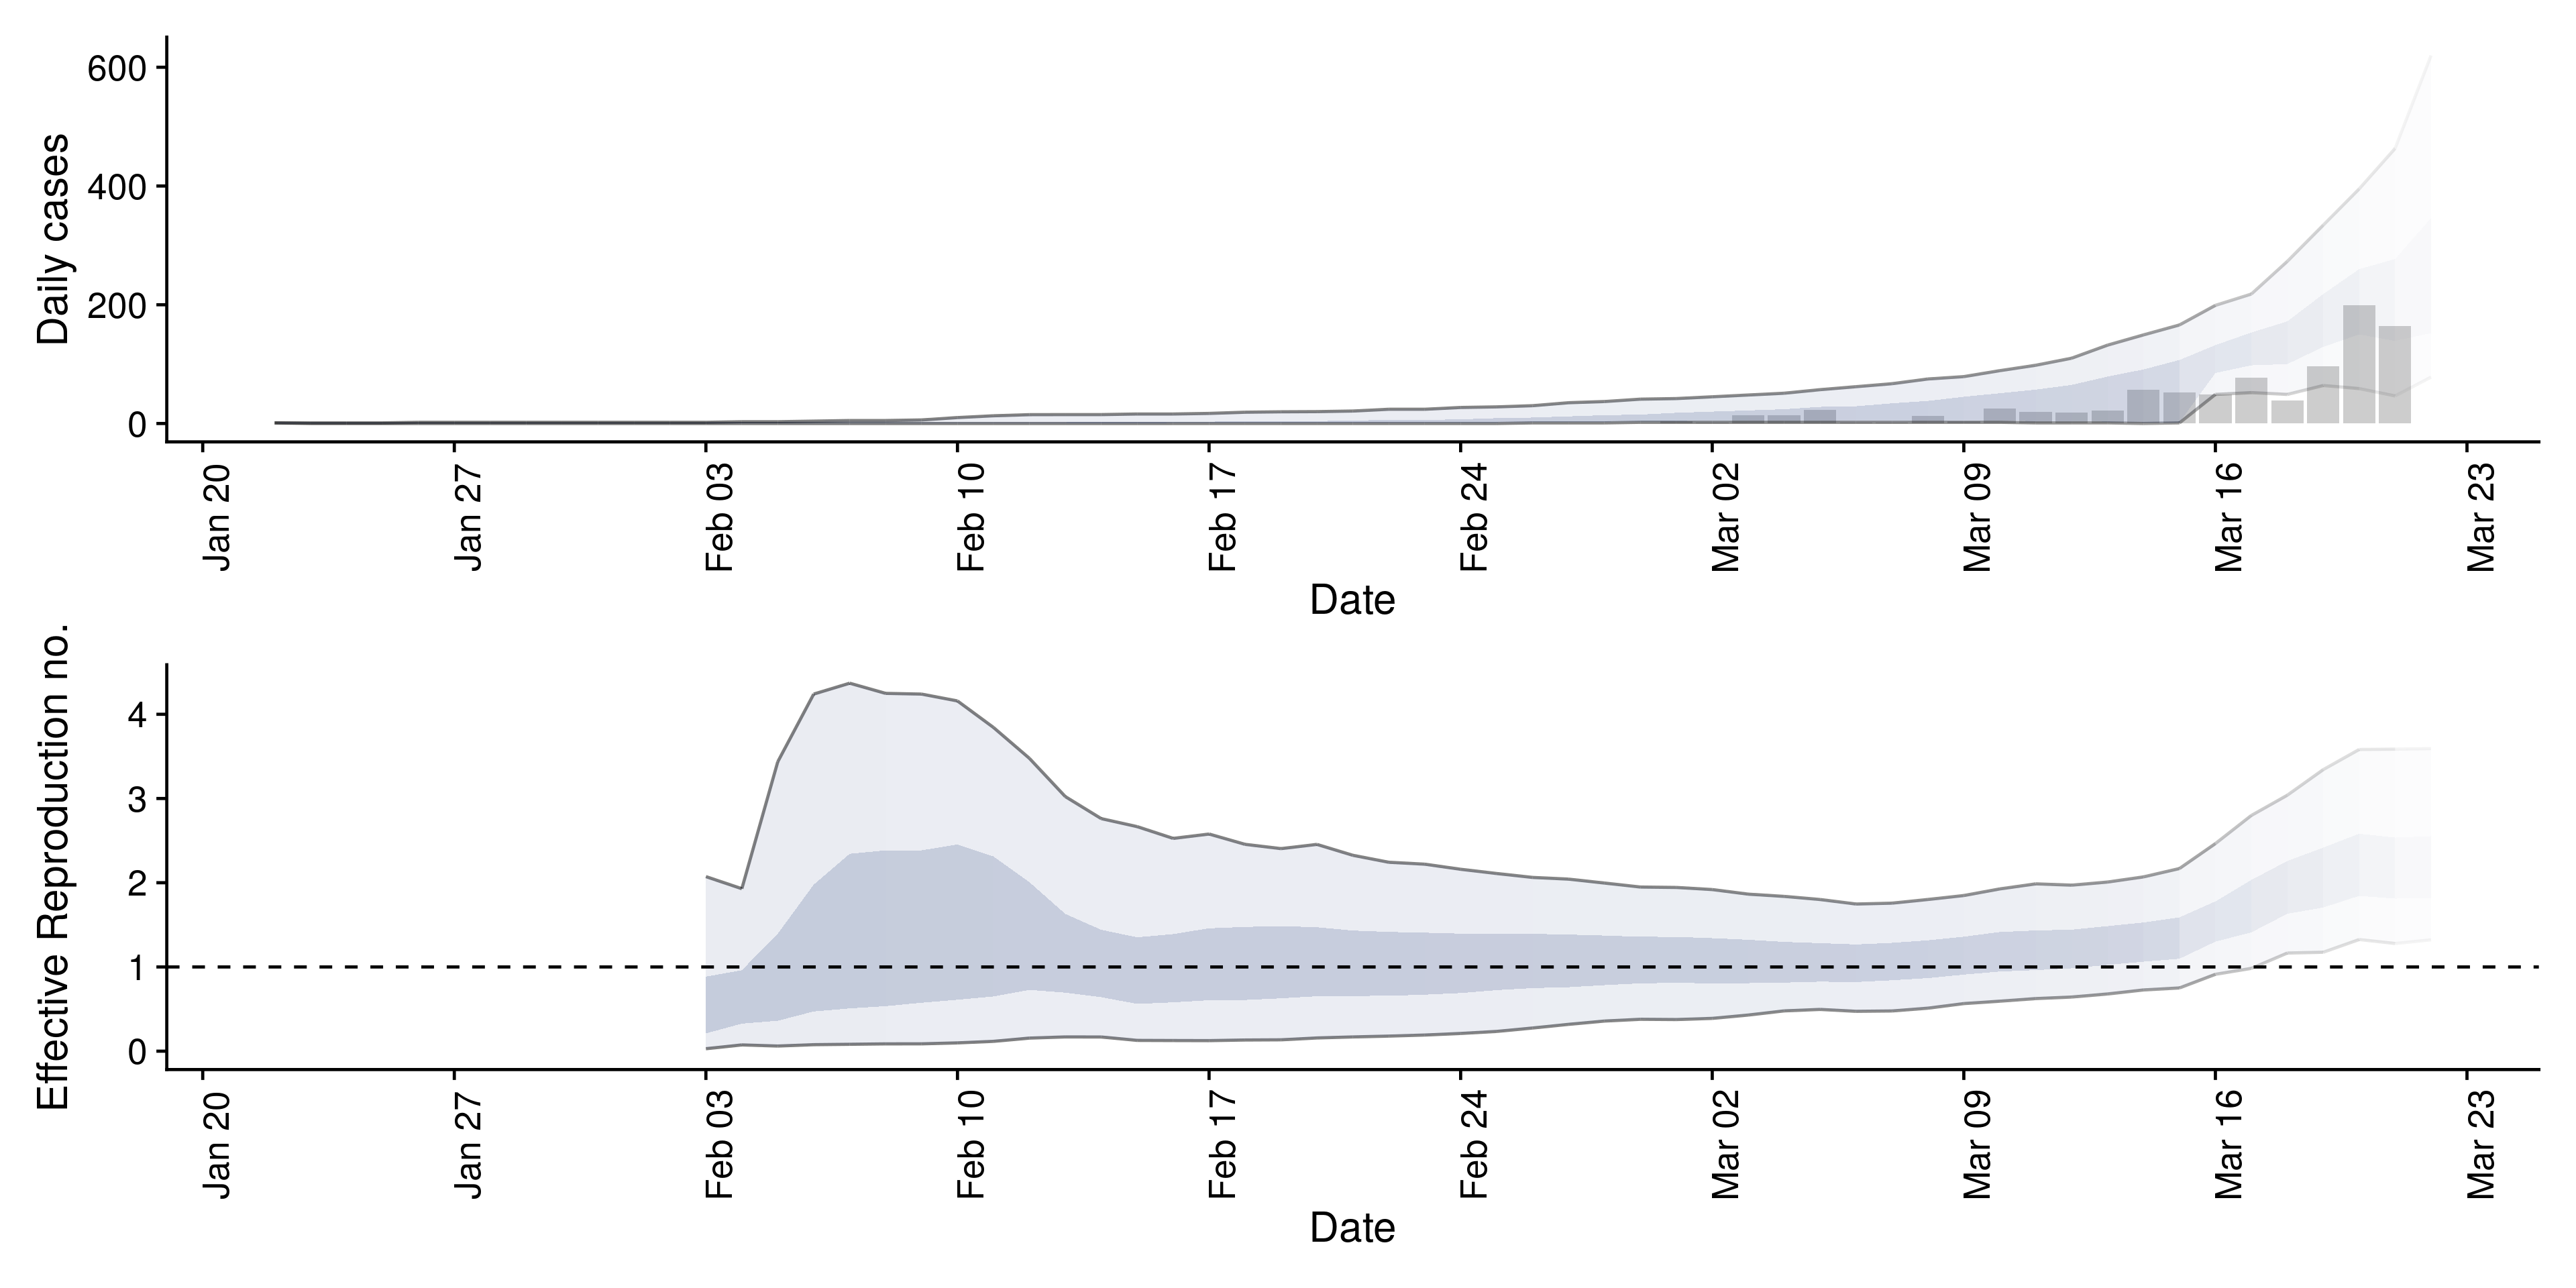 Daily cases
600
400
200
0
Jan 20
Jan 27
Feb 03
Feb 10
Feb 17
Feb 24
Mar 02
Mar 09
Mar 16
Mar 23
Date
Effective Reproduction no.
4
3
2
1
0
Jan 20
Jan 27
Feb 03
Feb 10
Feb 17
Feb 24
Mar 02
Mar 09
Mar 16
Mar 23
Date